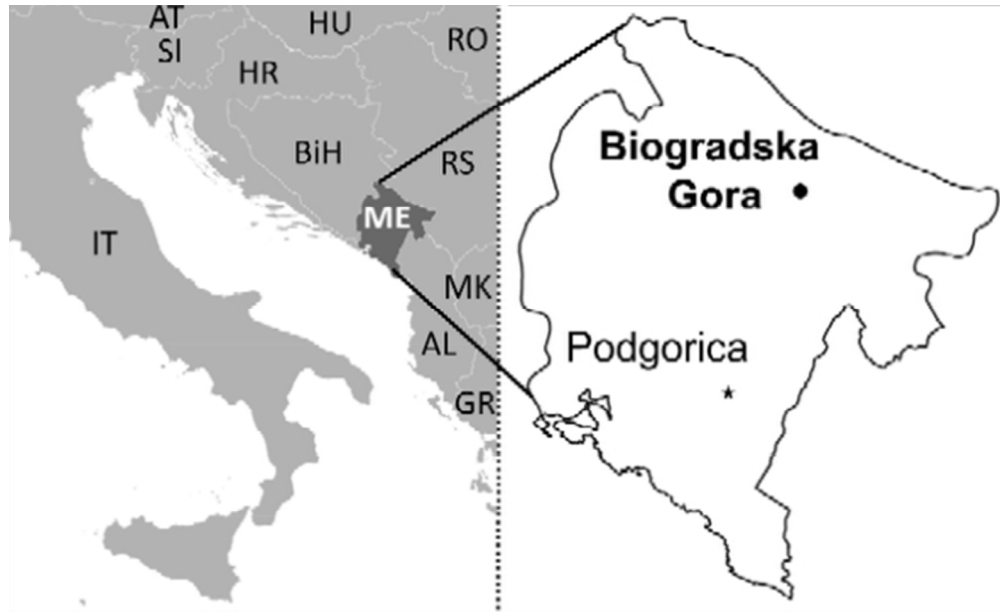 AT
SI
HU
RO
HR
BiH
RS
ME
IT
MK
AL
GR
Biogradska
Gora
Podgorica